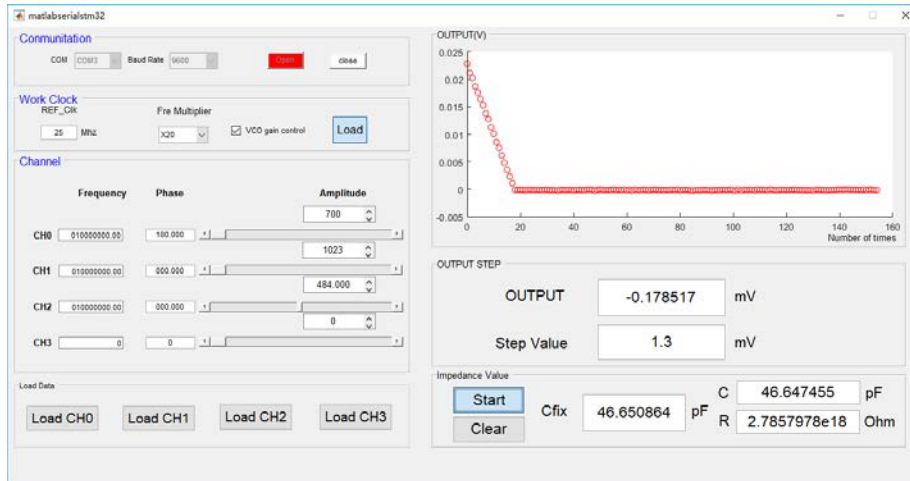 matlabserialstm32
Conmunitation
COM COM3 Baud Rate 9600 Open close
Work Clock
REF_Clk
25 Mhz
Fre Multiplier
X20
VCO gain control
Load
Channel
Frequency Phase Amplitude
700
CH0 010000000.00 180.000
1023
CH1 010000000.00 000.000
484.000
CH2 010000000.00 000.000
0
CH3 0 0
Load Data
Load CH0 Load CH1 Load CH2 Load CH3
OUTPUT(V)
0.025
0.02
0.015
0.01
0.005
0
-0.005
0 20 40 60 80 100 120 140 160
Number of times
OUTPUT STEP
OUTPUT -0.178517 mV
Step Value 1.3 mV
Impedance Value
Start
Clear
Cfix 46.650864 pF
C 46.647455 pF
R 2.7857978e18 Ohm